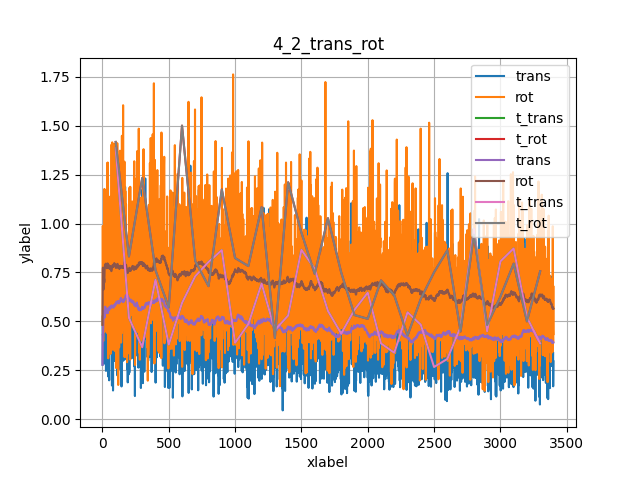 4_2_trans_rot
1.75
1.50
1.25
1.00
0.75
0.50
0.25
0.00
ylabel
trans
rot
t_trans
t_rot
trans
rot
t_trans
t_rot
0 500 1000 1500 2000 2500 3000 3500
xlabel